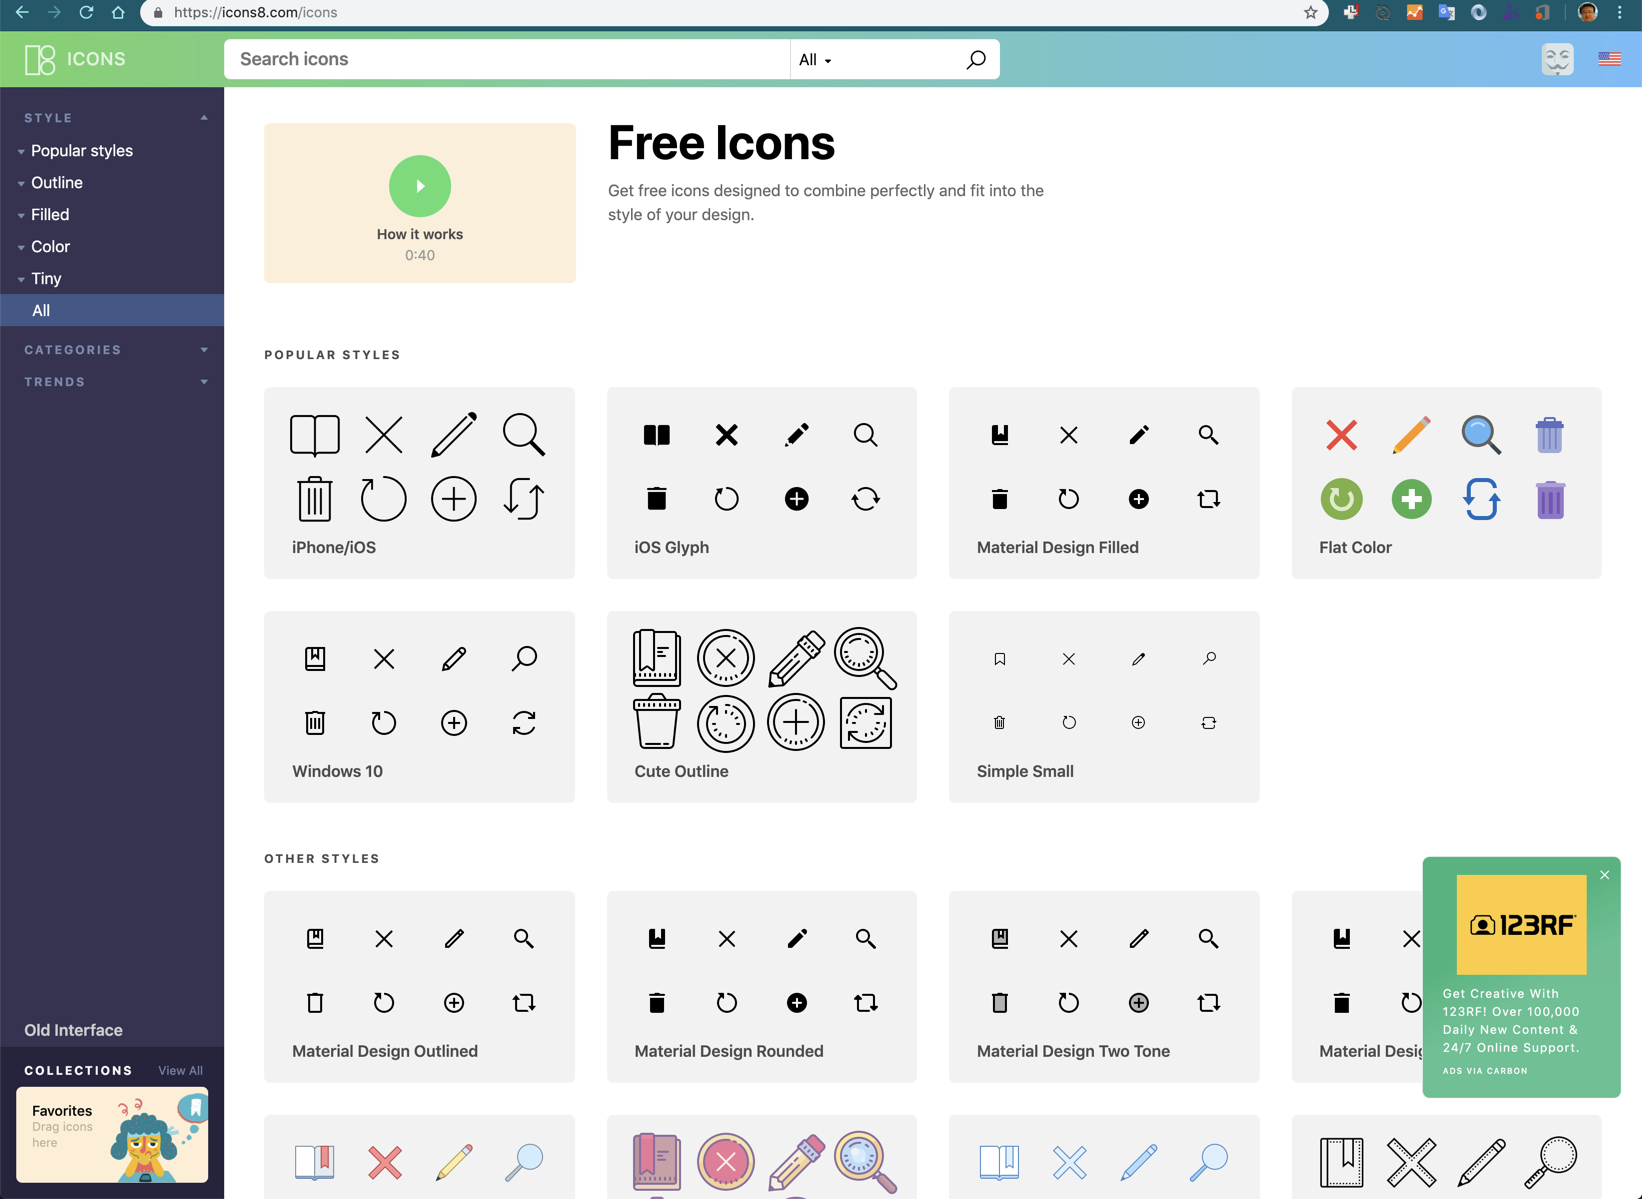 https://icons8.com/icons
ICONS
Search icons
All
STYLE
Popular styles
Outline
Filled
Color
Tiny
All
CATEGORIES
TRENDS
Old Interface
COLLECTIONS
View All
Favorites
Drag icons
here
How it works
0:40
Free Icons
Get free icons designed to combine perfectly and fit into the
style of your design.
POPULAR STYLES
iPhone/iOS
iOS Glyph
Material Design Filled
Flat Color
Windows 10
Cute Outline
Simple Small
OTHER STYLES
Material Design Outlined
Material Design Rounded
Material Design Two Tone
Material Desig
123RF
Get Creative With
123RF! Over 100,000
Daily New Content &
24/7 Online Support.
ADS VIA CARBON